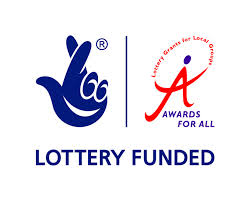 ®
Lottery Grants for Local Groups
AWARDS
FOR ALL
LOTTERY FUNDED